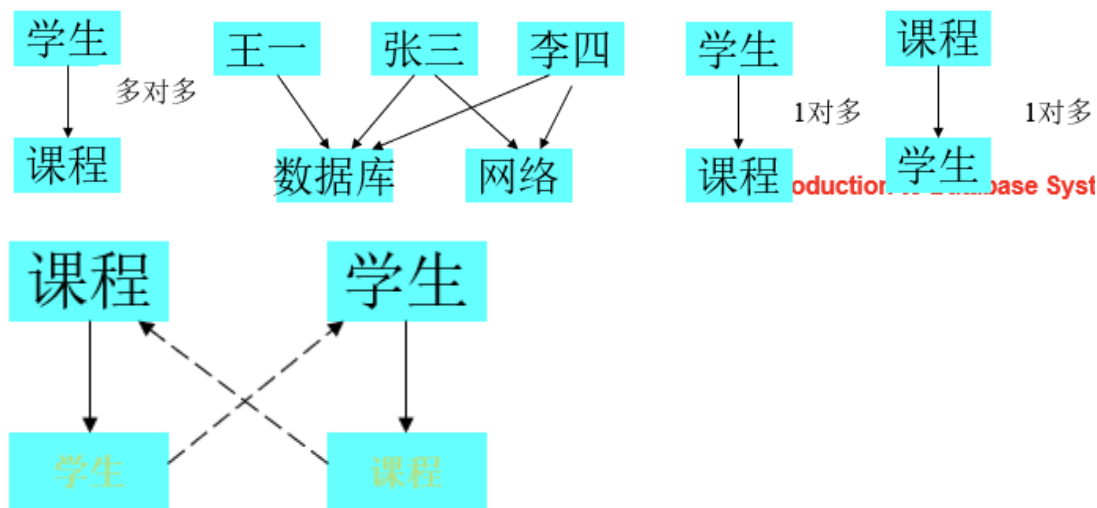 学生 王一 张三 李四 学生 课程
多对多 1对多 1对多
课程 数据库 网络 课程 学生
oduction Syst
课程 学生
学生 课程